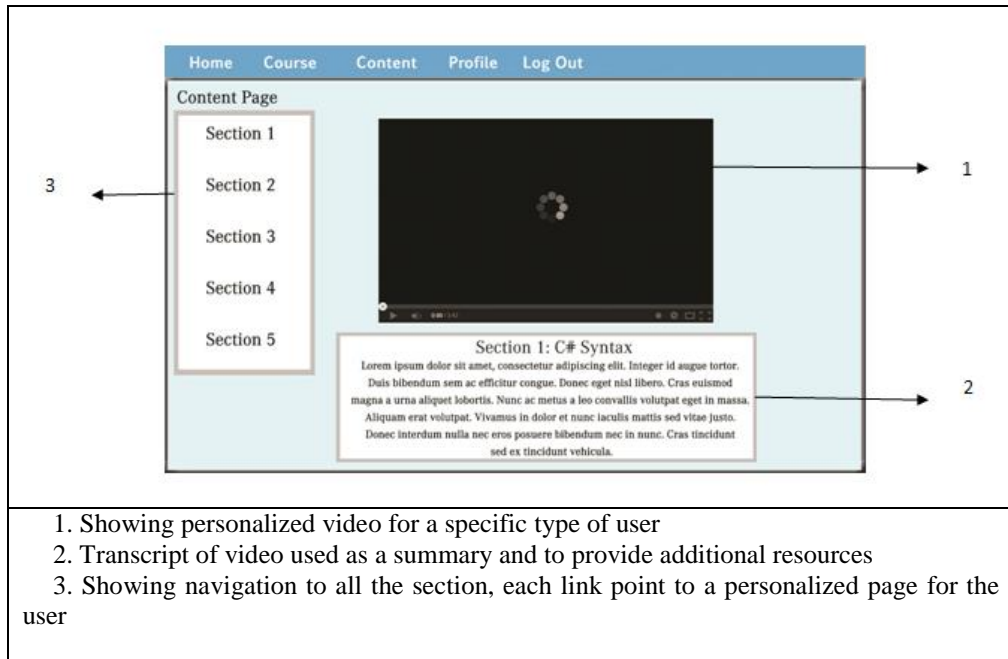 Home Course Content Profile Log Out
Content Page
Section 1
Section 2
Section 3
Section 4
Section 5
3
1
Section 1: C# Syntax
Lorem ipsum dolor sit amet, consectetur adipiscing elit. Integer id augue tortor.
Duis bibendum sem ac efficitur congue. Donec eget nisl libero. Cras euismod
magna a urna aliquet lobortis. Nunc ac metus a leo convallis volutpat eget in massa.
Aliquam erat volutpat. Vivamus in dolor et nunc iaculis mattis sed vitae justo.
Donec interdum nulla nec eros posuere bibendum nec in nunc. Cras tincidunt
sed ex tincidunt vehicula.
2
1. Showing personalized video for a specific type of user
2. Transcript of video used as a summary and to provide additional resources
3. Showing navigation to all the section, each link point to a personalized page for the
user